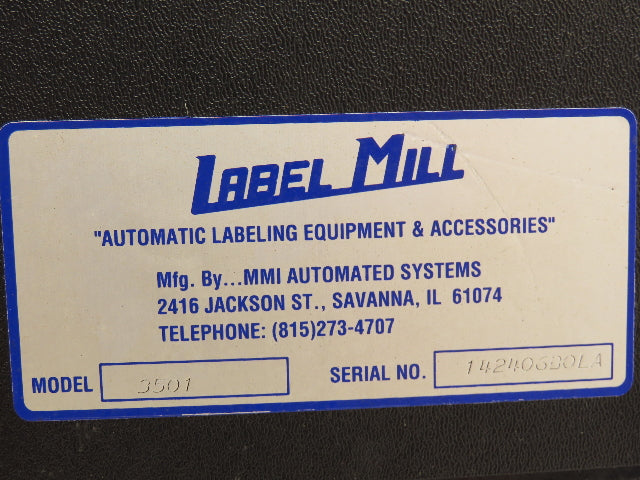 LABEL MILL
"AUTOMATIC LABELING EQUIPMENT & ACCESSORIES"
Mfg. By...MMI AUTOMATED SYSTEMS
2416 JACKSON ST., SAVANNA, IL 61074
TELEPHONE: (815)273-4707
MODEL 3501
SERIAL NO.